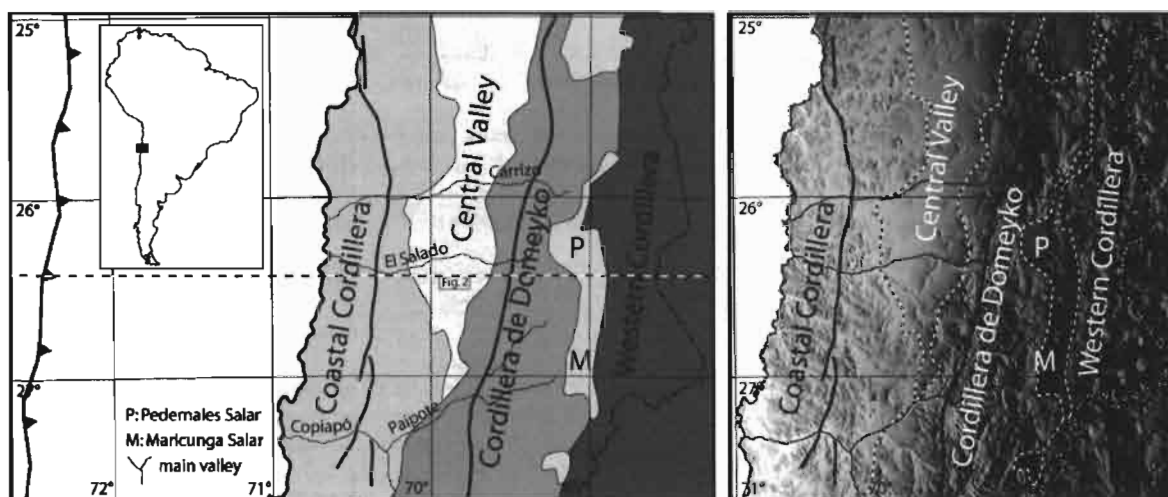 25°
26°
27°
72°
71°
70°
Coastal Cordillera
Central Valley
Cordillera de Domeyko
Western Cordillera
Carrizo
El Salado
Fig. 2
Paipote
Copiapó
P
M
P: Pedernales Salar
M: Maricunga Salar
main valley
25°
26°
27°
71°
70°
Coastal Cordillera
Central Valley
Cordillera de Domeyko
Western Cordillera
P
M